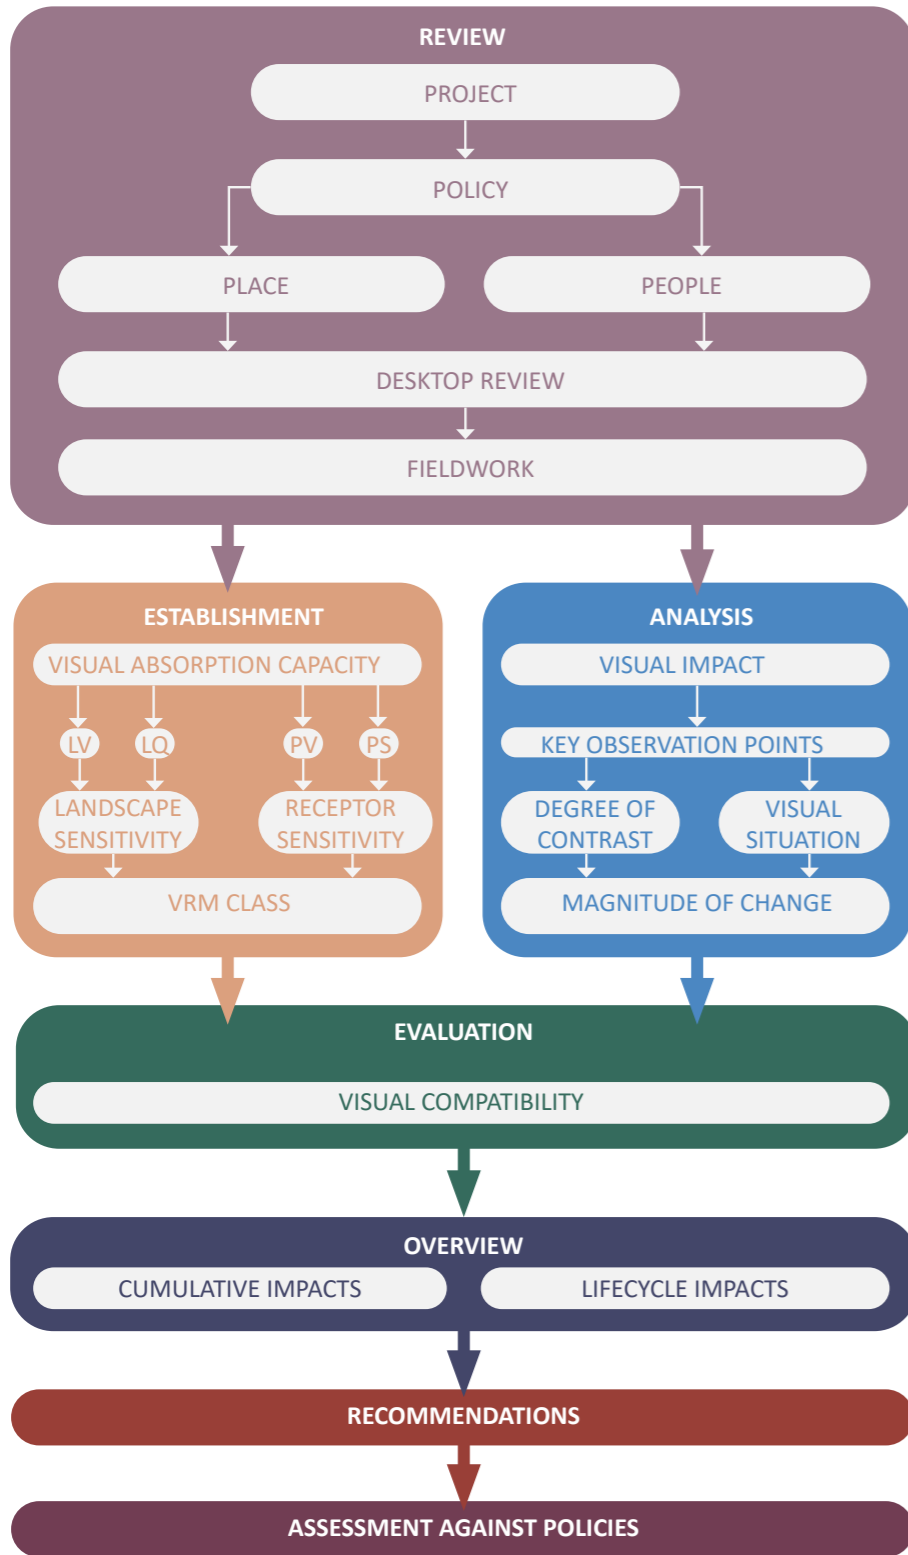 REVIEW
PROJECT
POLICY
PLACE
PEOPLE
DESKTOP REVIEW
FIELDWORK
ESTABLISHMENT
VISUAL ABSORPTION CAPACITY
LV
LQ
PV
PS
LANDSCAPE
SENSITIVITY
RECEPTOR
SENSITIVITY
VRM CLASS
ANALYSIS
VISUAL IMPACT
KEY OBSERVATION POINTS
DEGREE OF
CONTRAST
VISUAL
SITUATION
MAGNITUDE OF CHANGE
EVALUATION
VISUAL COMPATIBILITY
OVERVIEW
CUMULATIVE IMPACTS
LIFECYCLE IMPACTS
RECOMMENDATIONS
ASSESSMENT AGAINST POLICIES